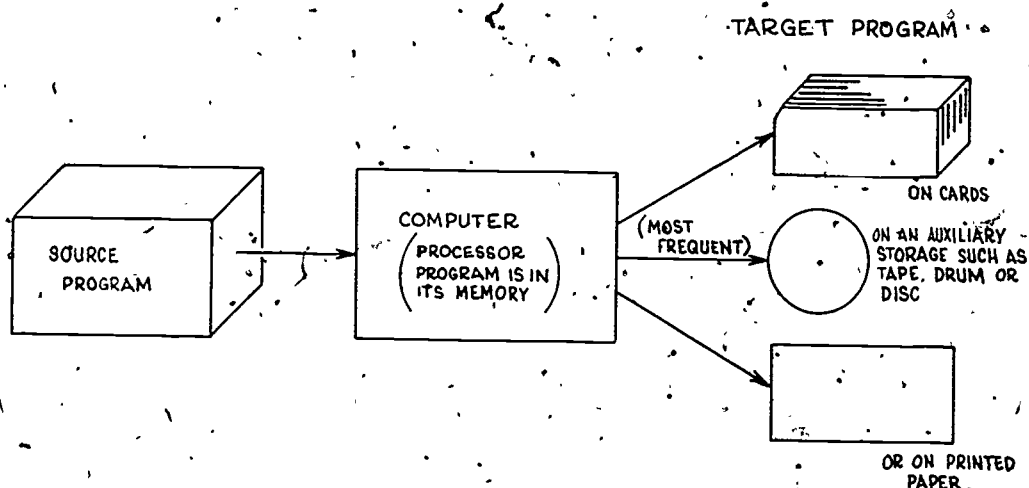 TARGET PROGRAM
ON CARDS
SOURCE
PROGRAM
COMPUTER
(PROCESSOR
PROGRAM IS IN
ITS MEMORY)
(MOST
FREQUENT)
ON AN AUXILIARY
STORAGE SUCH AS
TAPE, DRUM OR
DISC
OR ON PRINTED
PAPER.